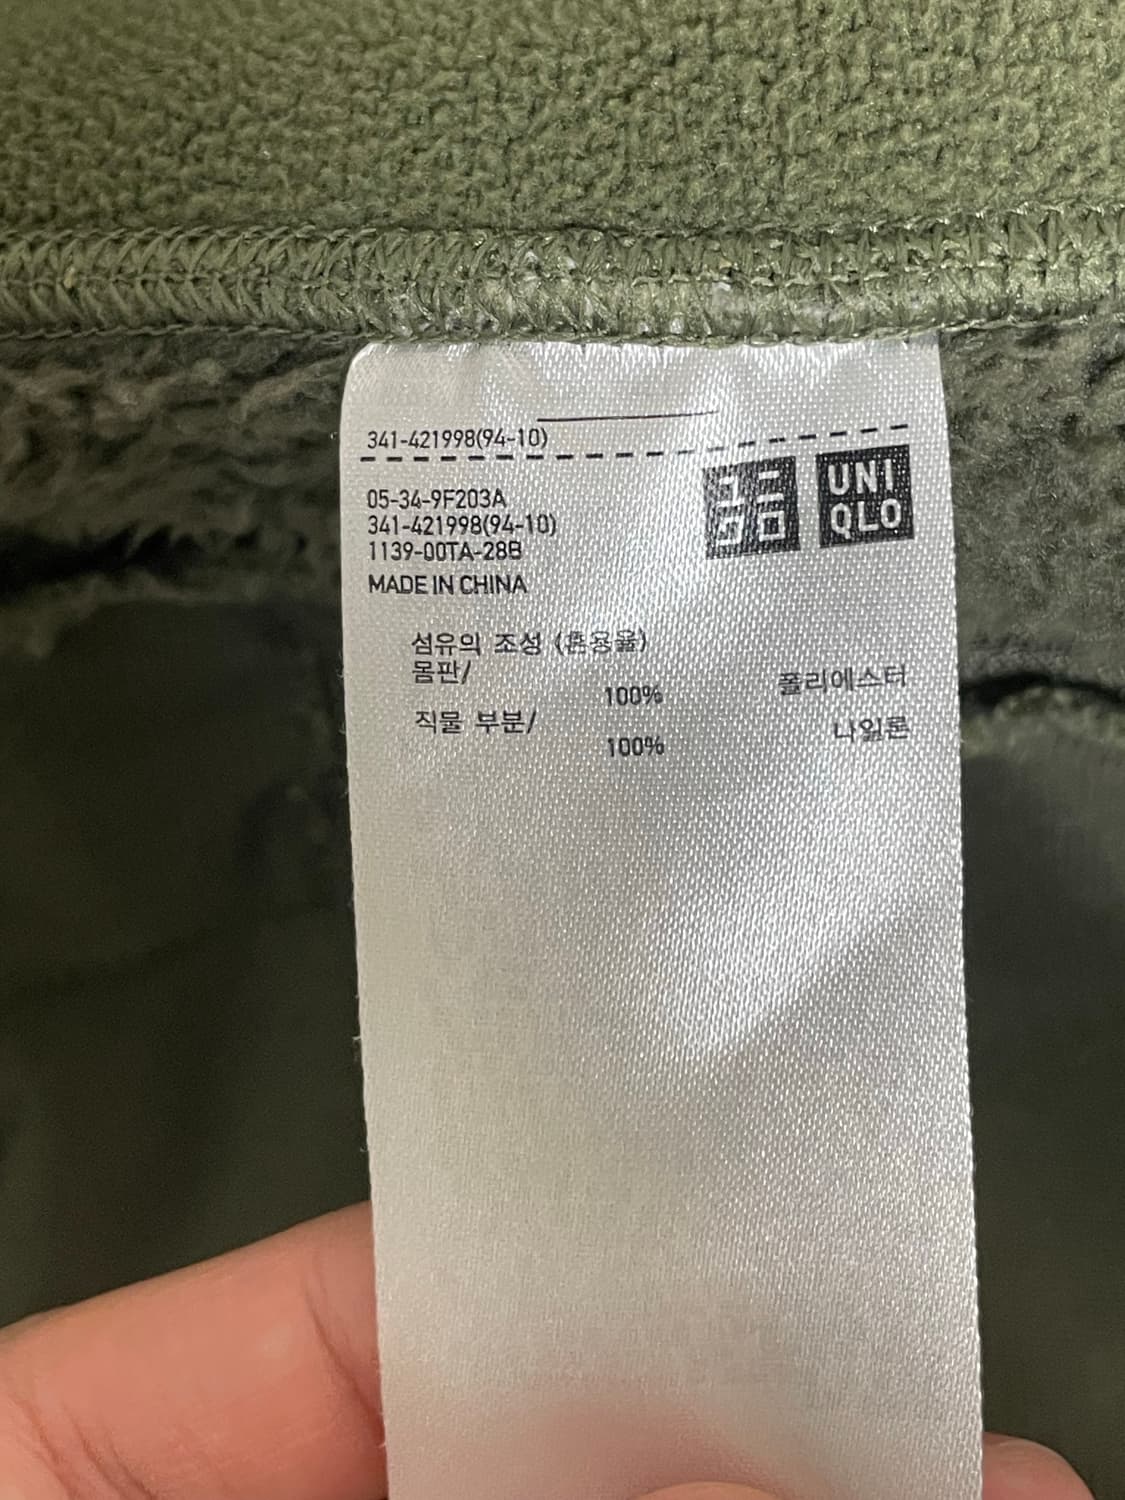 341-421998(94-10)
05-34-9F203A
341-421998(94-10)
1139-00TA-28B
MADE IN CHINA
ユニ
クロ
UNI
QLO
섬유의 조성 (혼용율)
몸판/
100% 폴리에스터
직물 부분/
100% 나일론